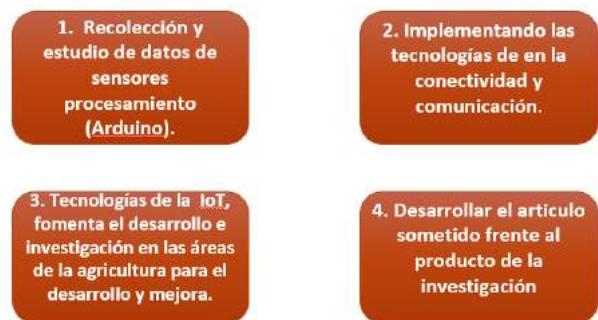 1. Recolección y
estudio de datos de
sensores
procesamiento
(Arduino).
2. Implementando las
tecnologías de en la
conectividad y
comunicación.
3. Tecnologías de la IoT,
fomenta el desarrollo e
investigación en las áreas
de la agricultura para el
desarrollo y mejora.
4. Desarrollar el articulo
sometido frente al
producto de la
investigación